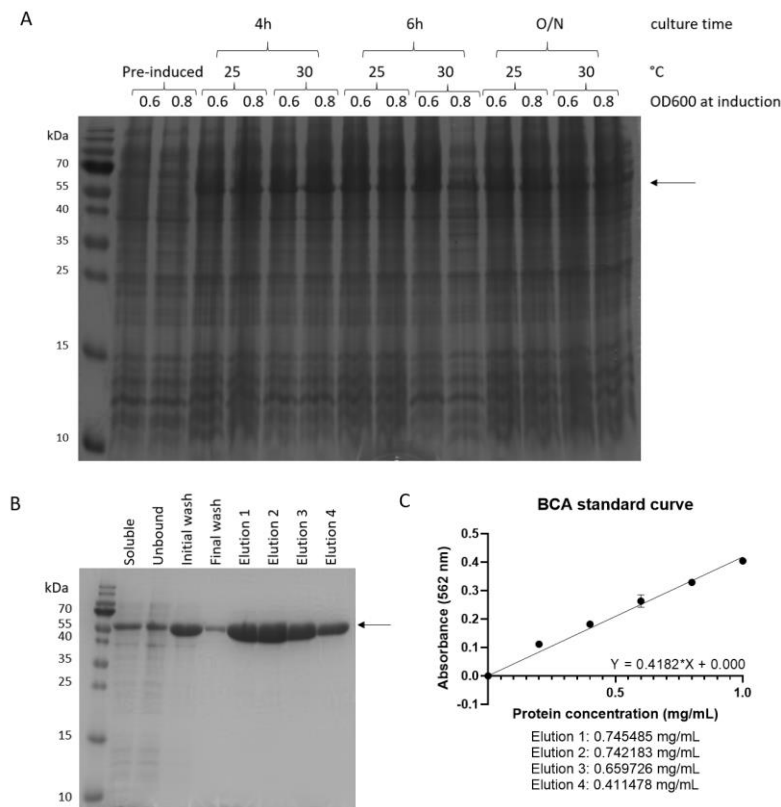 A
4h 6h O/N culture time
Pre-induced 25 30 25 30 25 30 °C
0.6 0.8 0.6 0.8 0.6 0.8 0.6 0.8 0.6 0.8 0.6 0.8 0.6 0.8 OD600 at induction
kDa
70
55
40
35
25
15
10
B
Soluble
Unbound
Initial wash
Final wash
Elution 1
Elution 2
Elution 3
Elution 4
kDa
70
55
40
35
25
15
10
C
BCA standard curve
Absorbance (562 nm)
0.5
0.4
0.3
0.2
0.1
0.0
-0.1
Y = 0.4182*X + 0.000
0.5 1.0
Protein concentration (mg/mL)
Elution 1: 0.745485 mg/mL
Elution 2: 0.742183 mg/mL
Elution 3: 0.659726 mg/mL
Elution 4: 0.411478 mg/mL